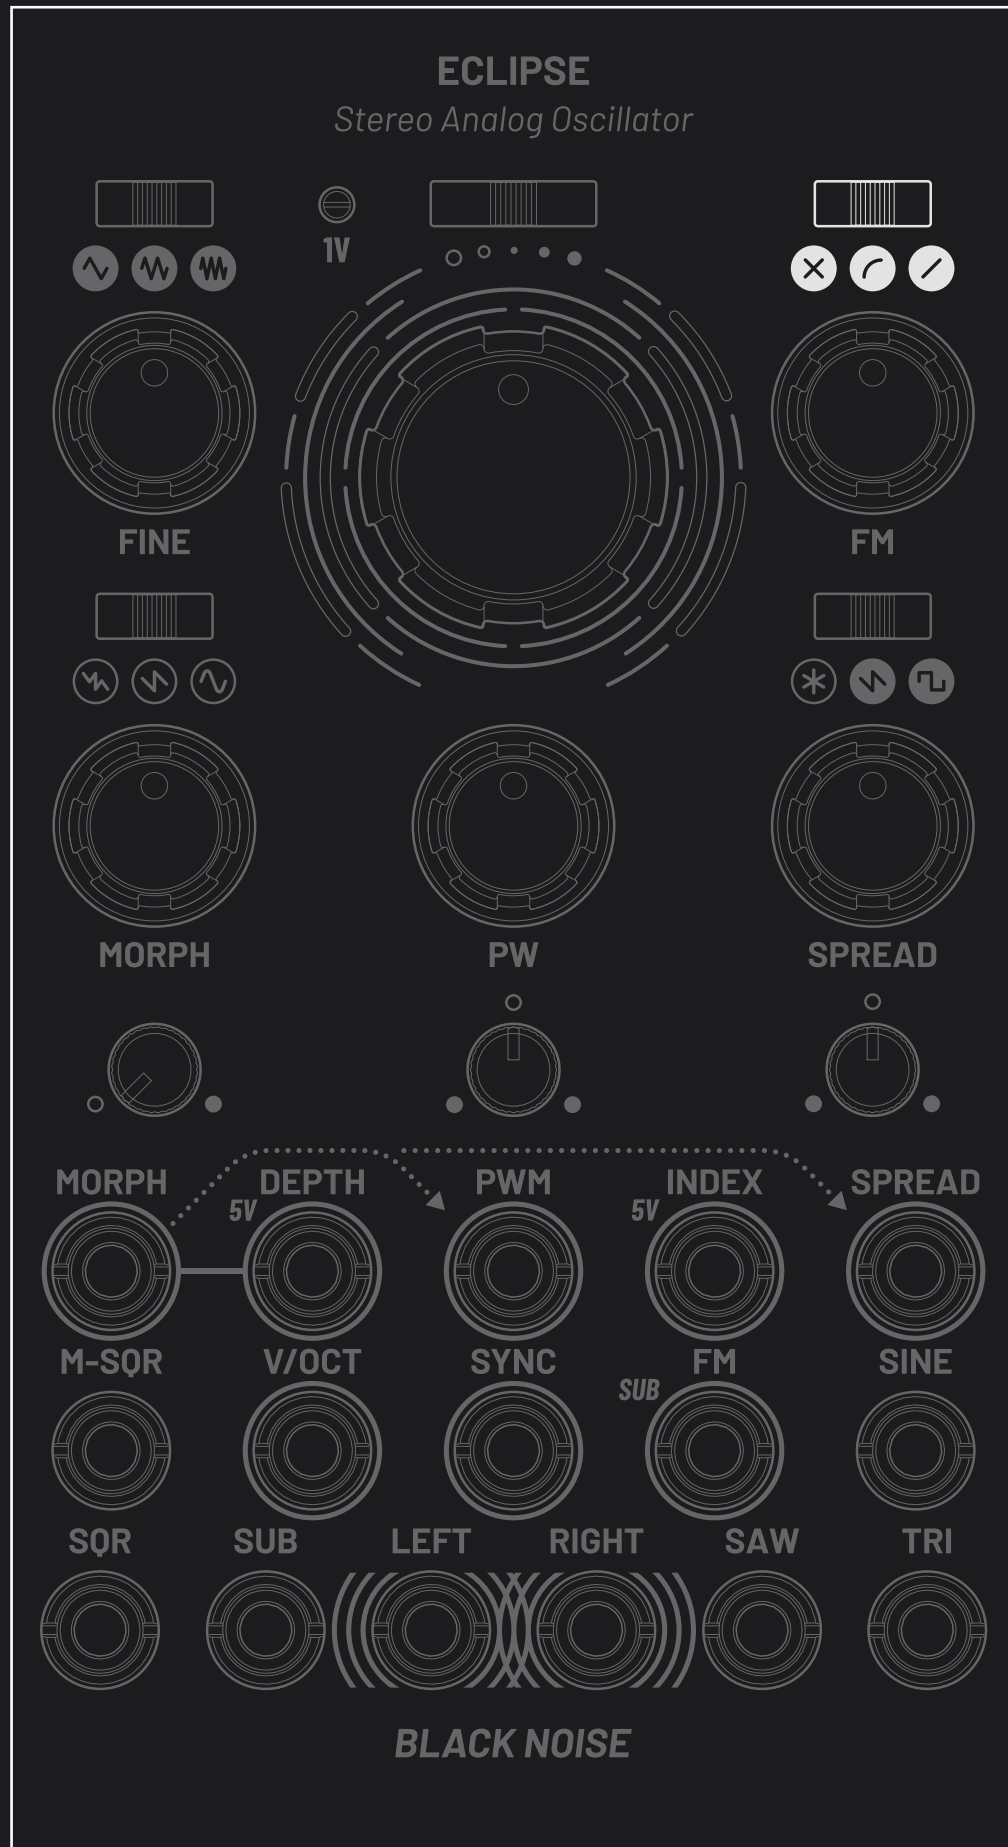 ECLIPSE
Stereo Analog Oscillator
1V
FINE
FM
MORPH
PW
SPREAD
MORPH
DEPTH
PWM
INDEX
SPREAD
5V
5V
M-SQR
V/OCT
SYNC
FM
SINE
SUB
SQR
SUB
LEFT
RIGHT
SAW
TRI
BLACK NOISE